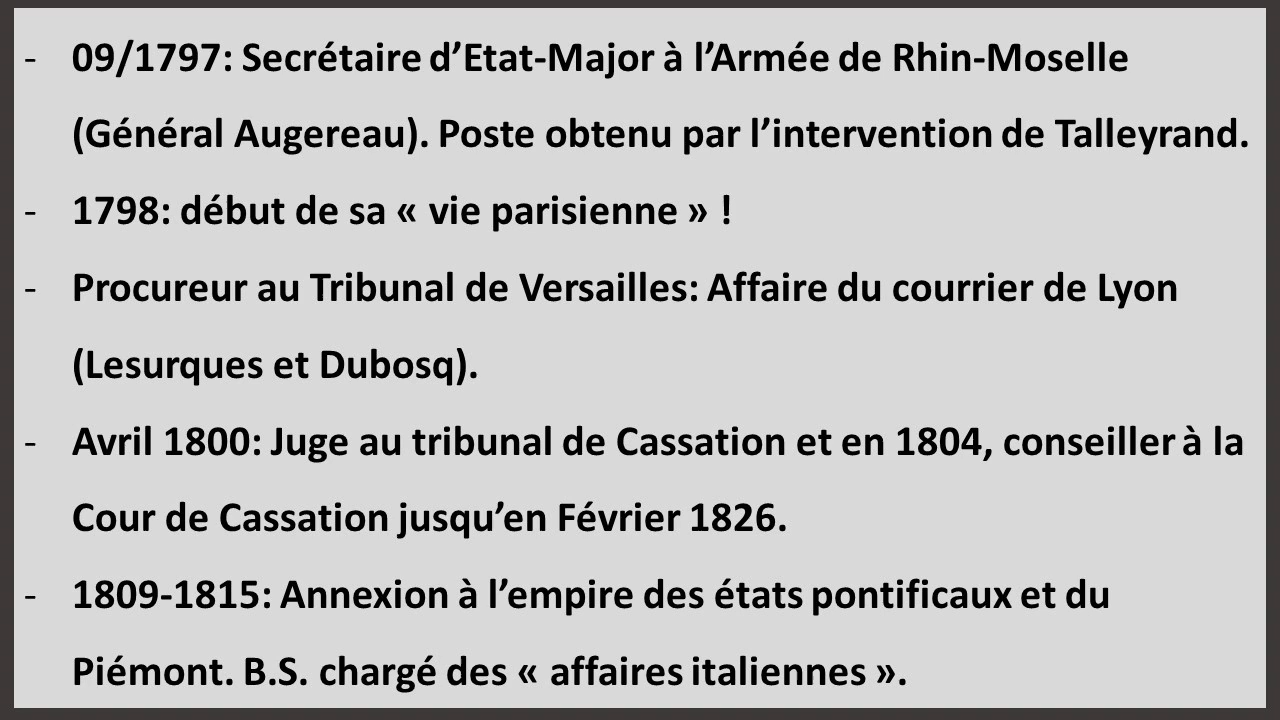 - 09/1797: Secrétaire d’Etat-Major à l’Armée de Rhin-Moselle
(Général Augereau). Poste obtenu par l’intervention de Talleyrand.
- 1798: début de sa « vie parisienne » !
- Procureur au Tribunal de Versailles: Affaire du courrier de Lyon
(Lesurques et Dubosq).
- Avril 1800: Juge au tribunal de Cassation et en 1804, conseiller à la
Cour de Cassation jusqu’en Février 1826.
- 1809-1815: Annexion à l’empire des états pontificaux et du
Piémont. B.S. chargé des « affaires italiennes ».